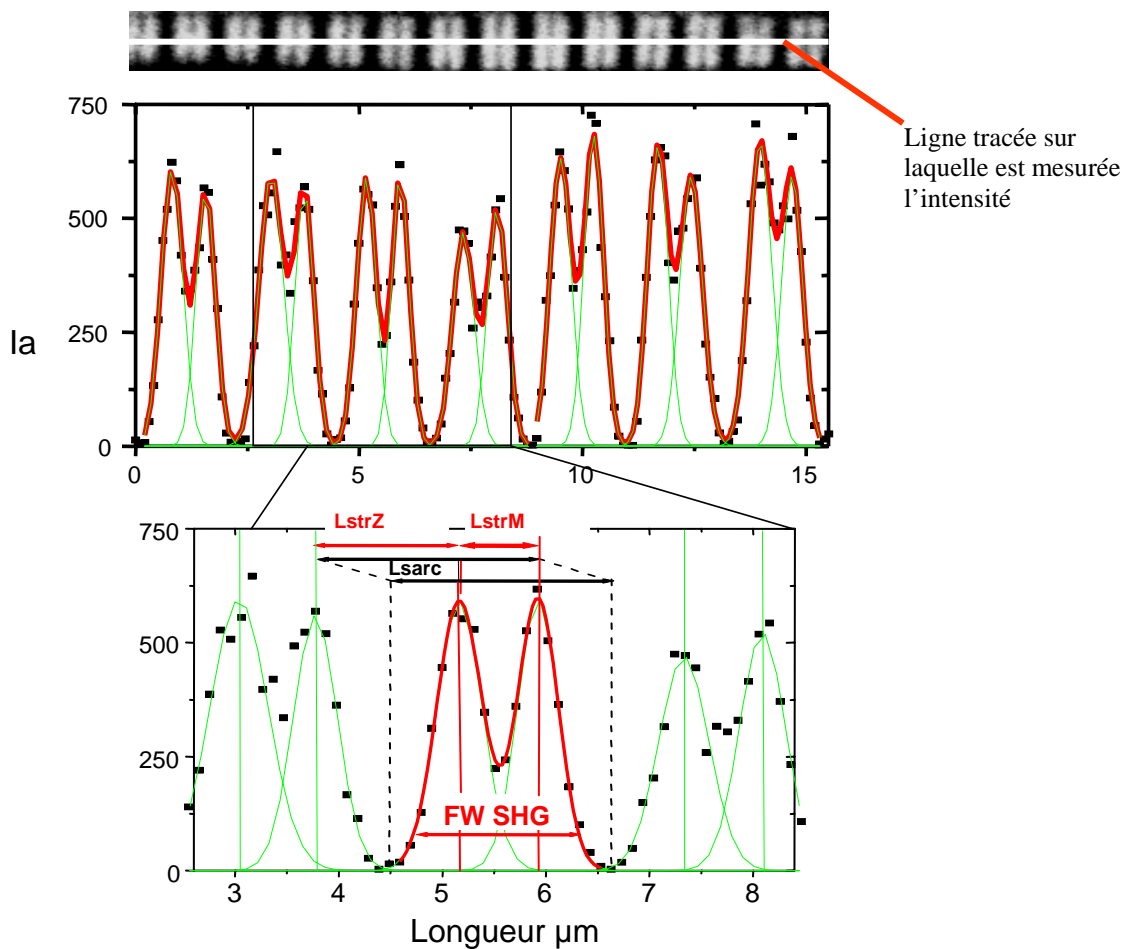 Ligne tracée sur
laquelle est mesurée
l'intensité
750
500
250
0
Ia
0 5 10 15
LstrZ LstrM
Lsarc
750
500
250
0
FW SHG
3 4 5 6 7 8
Longueur µm